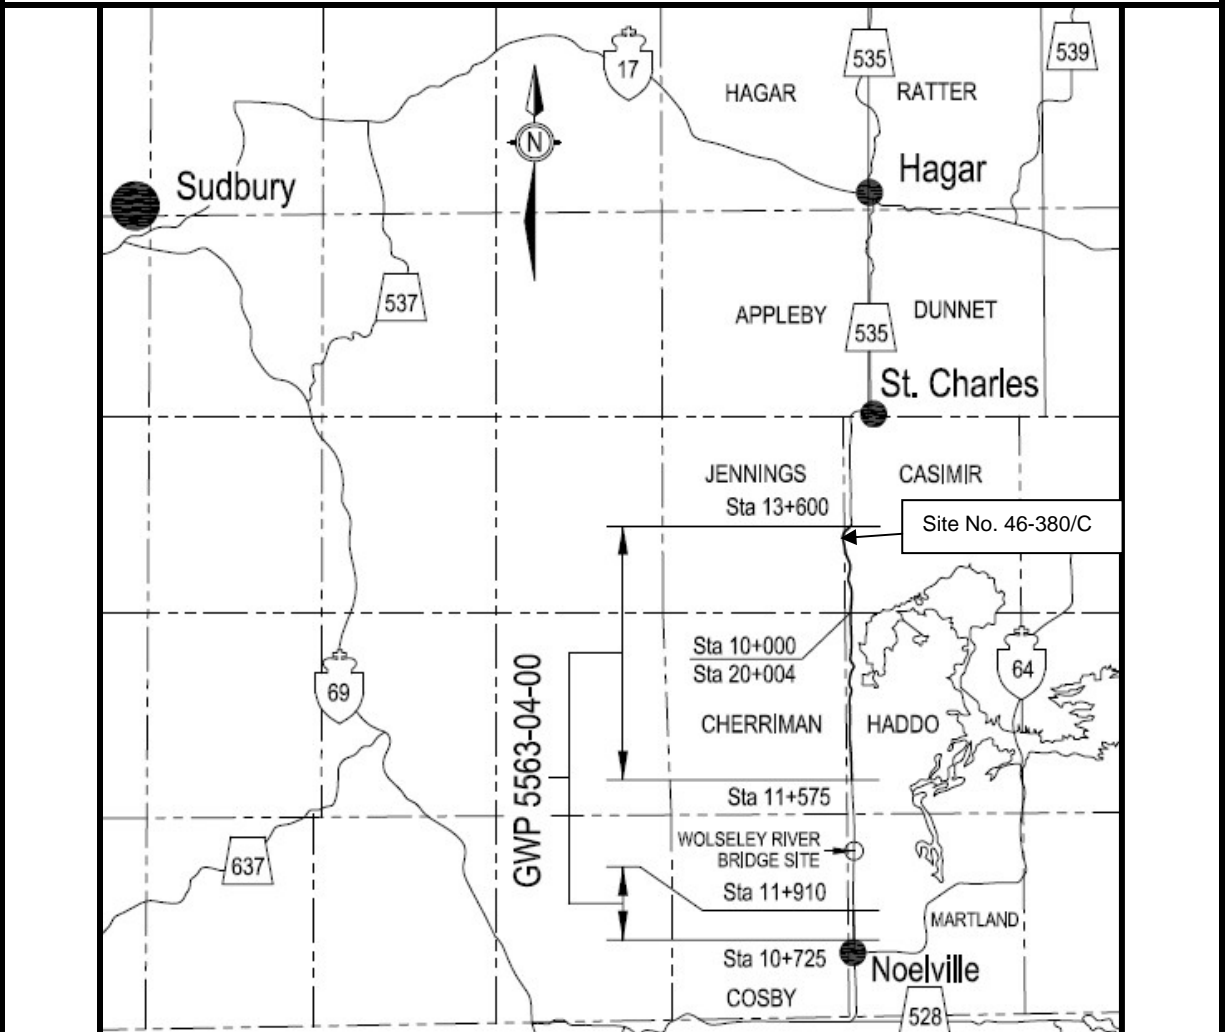 535
539
17
HAGAR
RATTER
N
Hagar
Sudbury
537
APPLEBY
DUNNET
535
St. Charles
JENNINGS
CASIMIR
Sta 13+600
Site No. 46-380/C
Sta 10+000
Sta 20+004
64
69
GWP 5563-04-00
CHERRIMAN
HADDO
Sta 11+575
WOLSELEY RIVER
BRIDGE SITE
637
Sta 11+910
MARTLAND
Sta 10+725
Noelville
COSBY
528